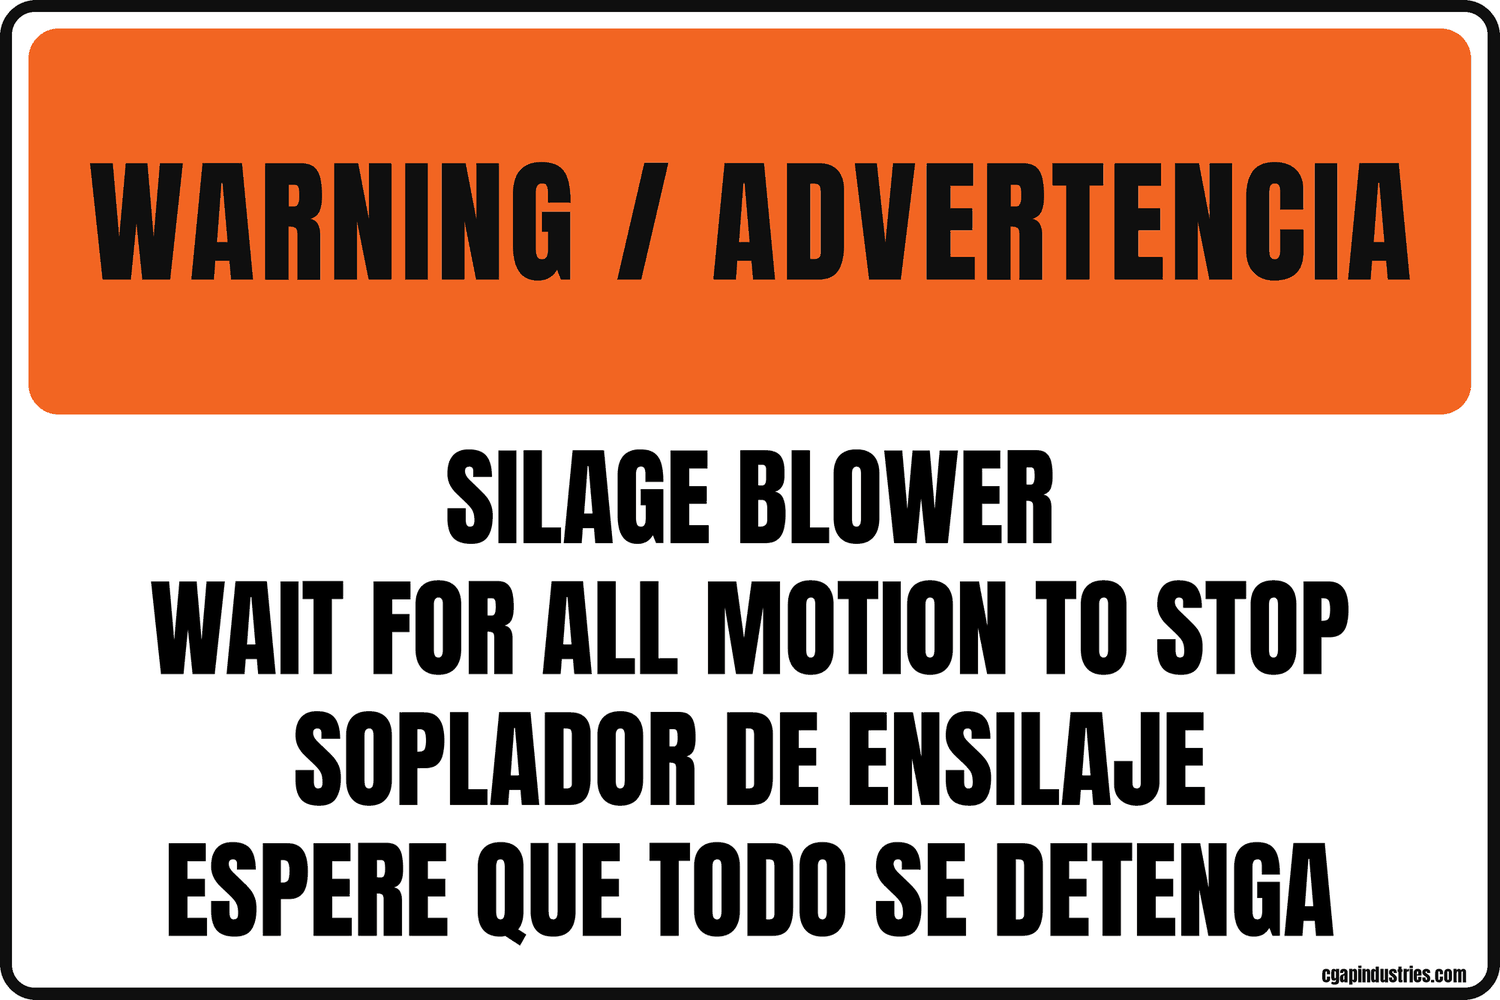 WARNING / ADVERTENCIA
SILAGE BLOWER
WAIT FOR ALL MOTION TO STOP
SOPLADOR DE ENSILAJE
ESPERE QUE TODO SE DETENGA
cgapindustries.com